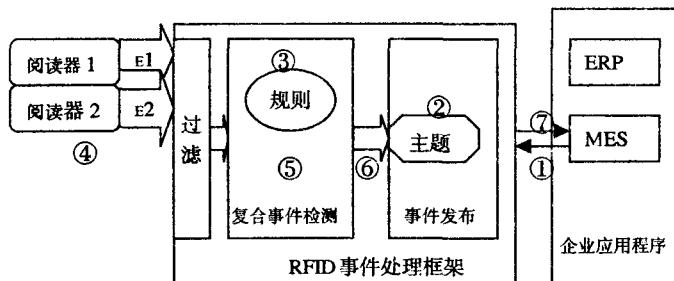 阅读器 1
E1
阅读器 2
E2
④
过滤
③
规则
⑤
复合事件检测
⑥
②
主题
事件发布
RFID 事件处理框架
⑦
①
ERP
MES
企业应用程序